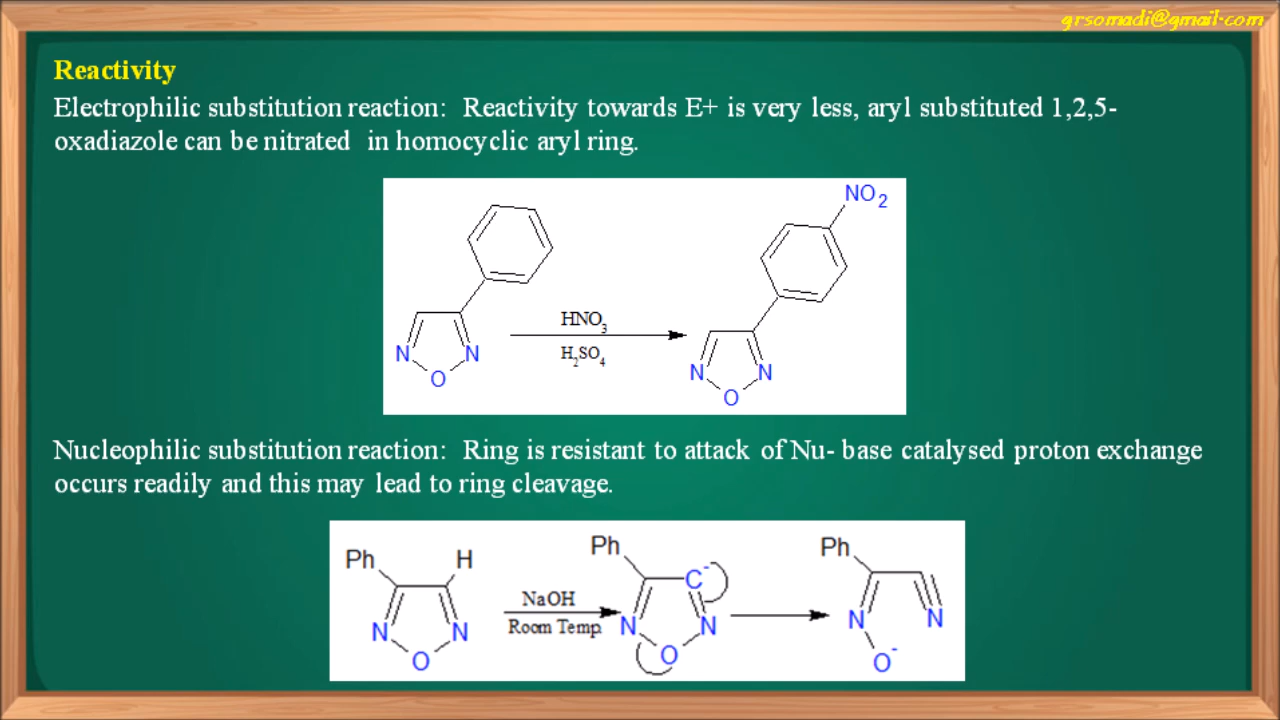 grsomadi@gmail.com
Reactivity
Electrophilic substitution reaction: Reactivity towards E+ is very less, aryl substituted 1,2,5-
oxadiazole can be nitrated in homocyclic aryl ring.
NO2
HNO3
H2SO4
N N
O
N N
O
Nucleophilic substitution reaction: Ring is resistant to attack of Nu- base catalysed proton exchange
occurs readily and this may lead to ring cleavage.
Ph H
N N
O
NaOH
Room Temp.
Ph
C-
N N
O
Ph
N N
O-